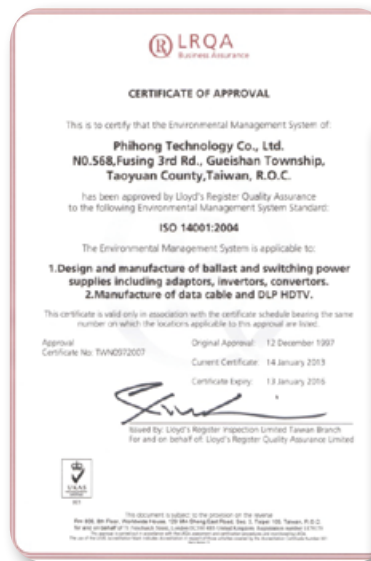 LRQA
Business Assurance
CERTIFICATE OF APPROVAL
This is to certify that the Environmental Management System of:
Phihong Technology Co., Ltd.
N0.568,Fusing 3rd Rd., Gueishan Township,
Taoyuan County,Taiwan, R.O.C.
has been approved by Lloyd's Register Quality Assurance
to the following Environmental Management System Standard:
ISO 14001:2004
The Environmental Management System is applicable to:
1.Design and manufacture of ballast and switching power
supplies including adaptors, invertors, convertors.
2.Manufacture of data cable and DLP HDTV.
This certificate is valid only in association with the certificate schedule bearing the same
number on which the locations applicable to this approval are listed.
Approval
Certificate No: TWN0972007
Original Approval: 12 December 1997
Current Certificate: 14 January 2013
Certificate Expiry: 13 January 2016
Issued by: Lloyd's Register Inspection Limited Taiwan Branch
For and on behalf of: Lloyd's Register Quality Assurance Limited
UKAS
001
This document is subject to the provision on the reverse